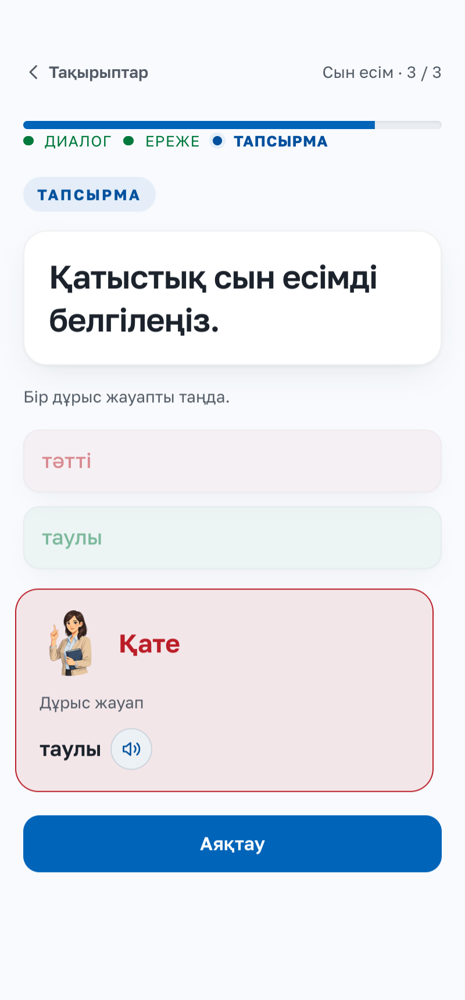 Тақырыптар
Сын есім · 3 / 3
ДИАЛОГ
ЕРЕЖЕ
ТАПСЫРМА
ТАПСЫРМА
Қатыстық сын есімді
белгілеңіз.
Бір дұрыс жауапты таңда.
тәтті
таулы
Қате
Дұрыс жауап
таулы
Аяқтау